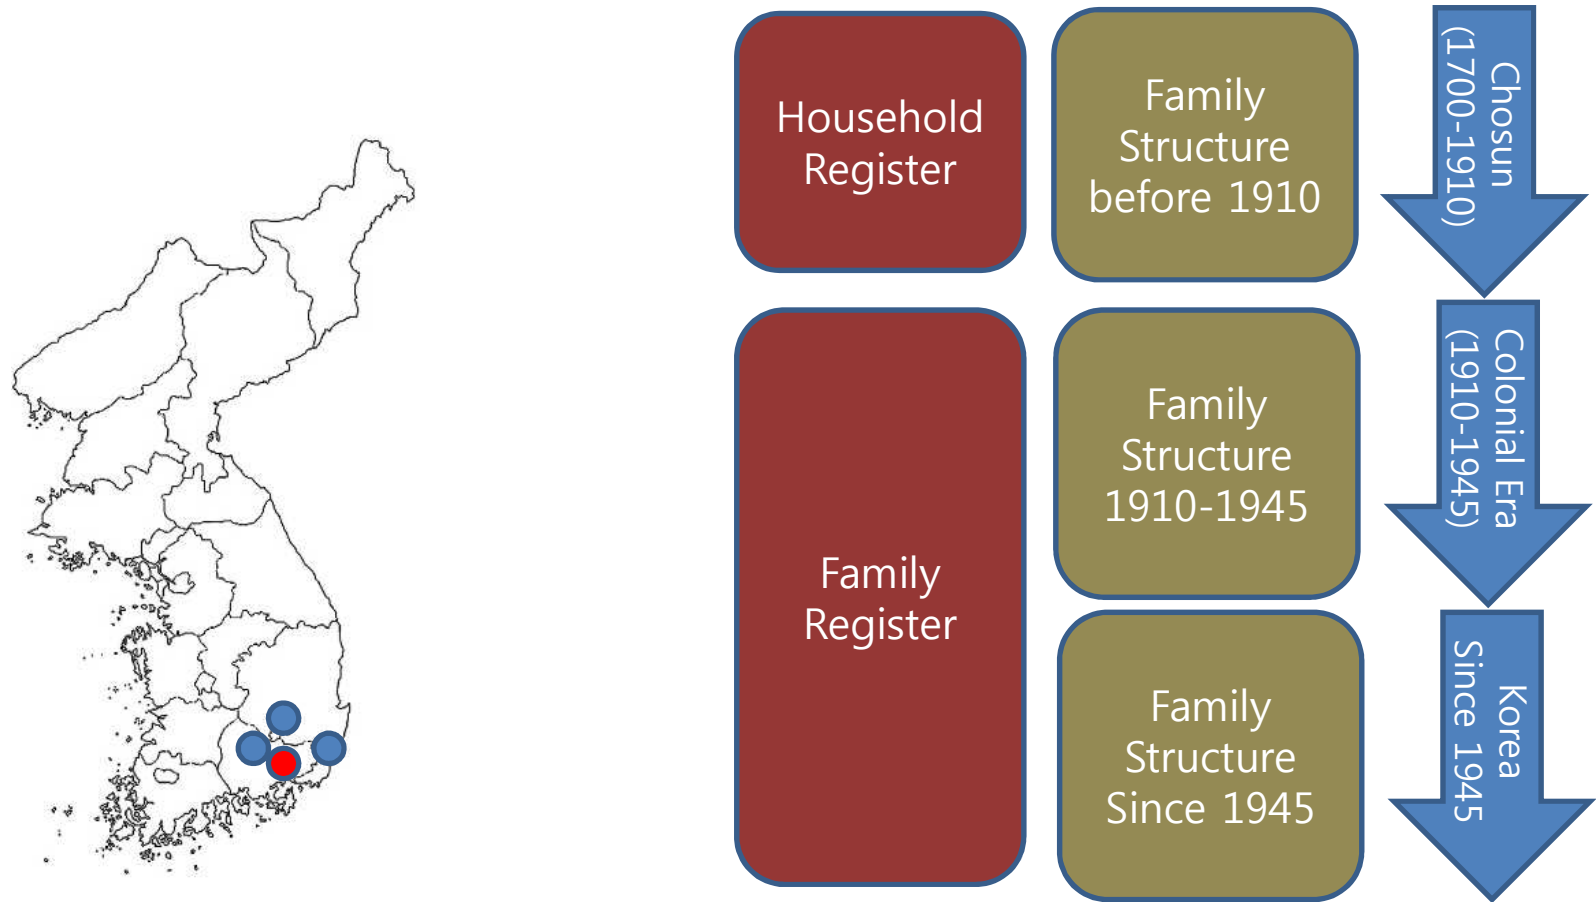 Household
Register
Family
Structure
before 1910
Chosun
(1700-1910)
Family
Register
Family
Structure
1910-1945
Colonial Era
(1910-1945)
Family
Structure
Since 1945
Korea
Since 1945